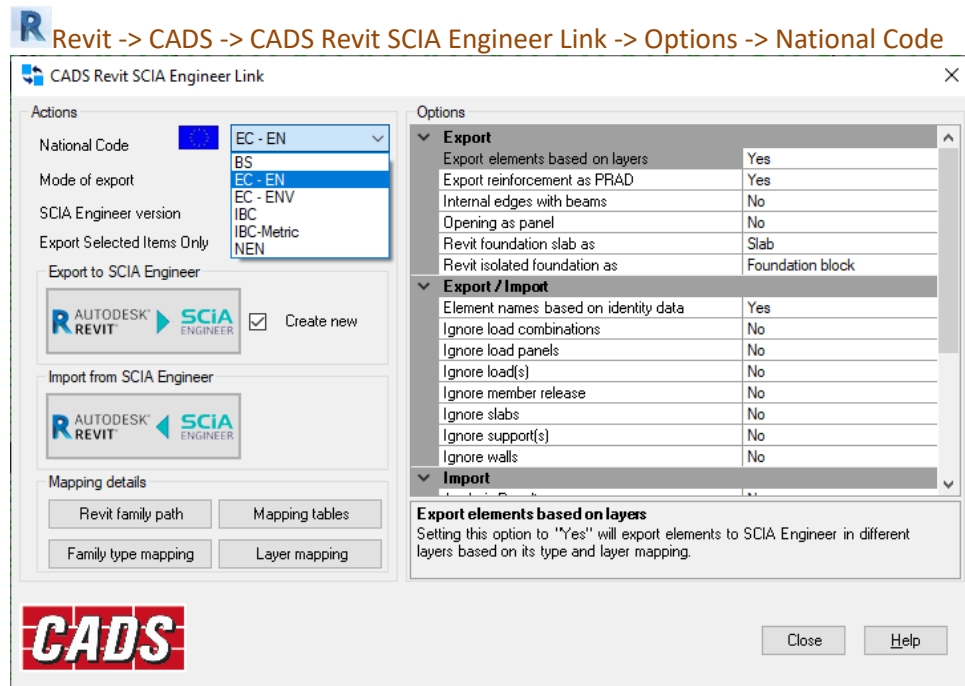 Revit -> CADS -> CADS Revit SCIA Engineer Link -> Options -> National Code
CADS Revit SCIA Engineer Link
Actions
National Code
EC - EN
BS
EC - EN
EC - ENV
IBC
IBC-Metric
NEN
Mode of export
SCIA Engineer version
Export Selected Items Only
Export to SCIA Engineer
R AUTODESK® REVIT® SCIA ENGINEER
Create new
Import from SCIA Engineer
R AUTODESK® REVIT® SCIA ENGINEER
Mapping details
Revit family path
Mapping tables
Family type mapping
Layer mapping
Options
Export
Export elements based on layers Yes
Export reinforcement as PRAD Yes
Internal edges with beams No
Opening as panel No
Revit foundation slab as Slab
Revit isolated foundation as Foundation block
Export / Import
Element names based on identity data Yes
Ignore load combinations No
Ignore load panels No
Ignore load(s) No
Ignore member release No
Ignore slabs No
Ignore support(s) No
Ignore walls No
Import
Export elements based on layers
Setting this option to "Yes" will export elements to SCIA Engineer in different
layers based on its type and layer mapping.
CADS
Close
Help